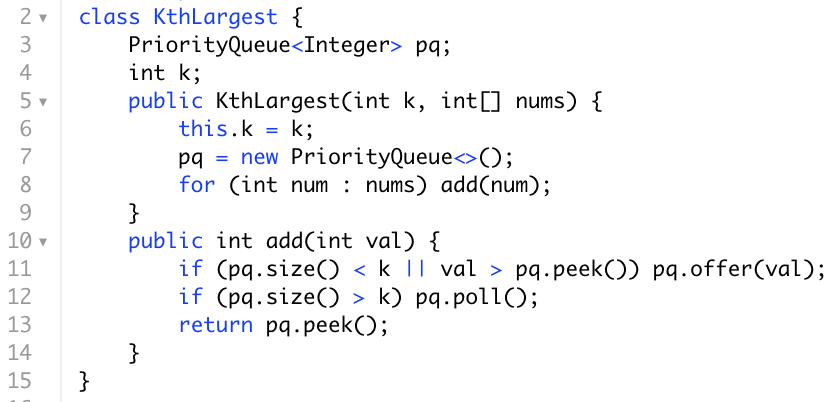 2 ▾ class KthLargest {
3     PriorityQueue<Integer> pq;
4     int k;
5 ▾     public KthLargest(int k, int[] nums) {
6         this.k = k;
7         pq = new PriorityQueue<>();
8         for (int num : nums) add(num);
9     }
10 ▾     public int add(int val) {
11         if (pq.size() < k || val > pq.peek()) pq.offer(val);
12         if (pq.size() > k) pq.poll();
13         return pq.peek();
14     }
15 }